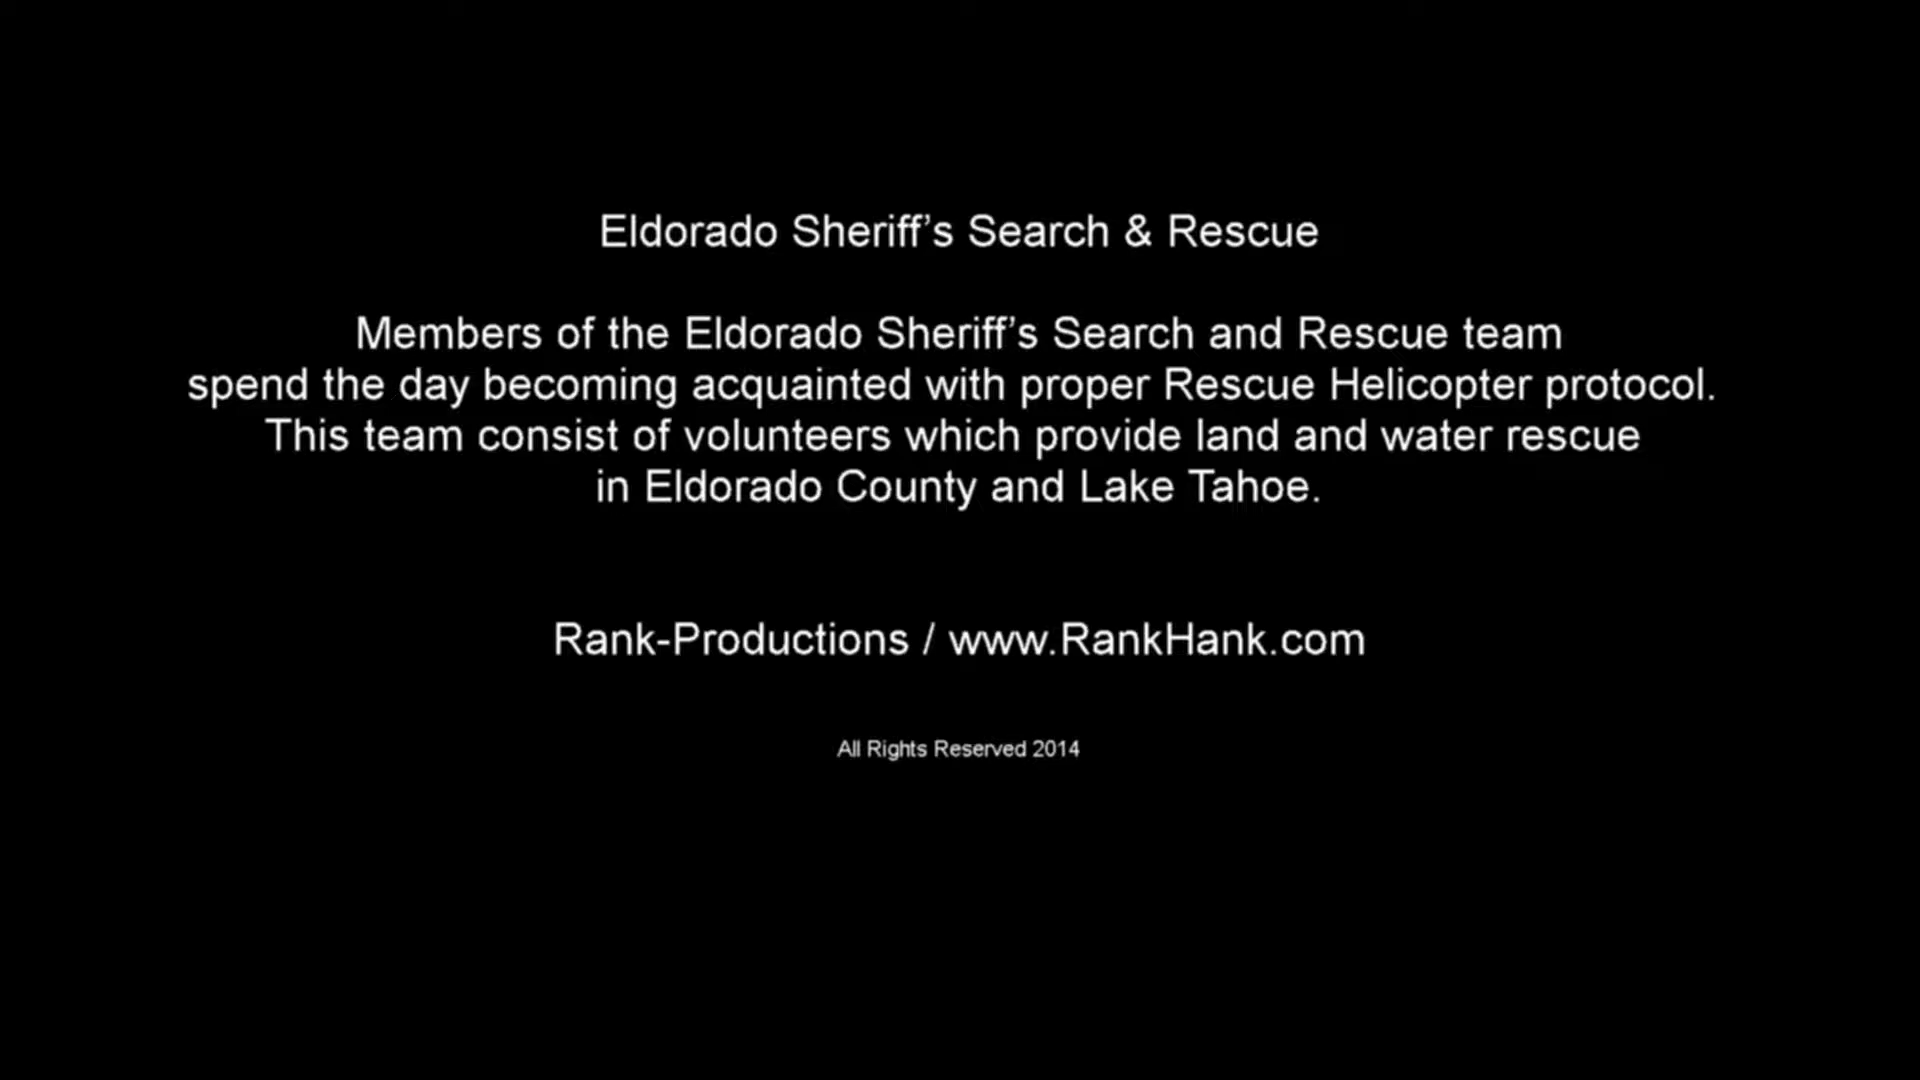 Eldorado Sheriff’s Search & Rescue
Members of the Eldorado Sheriff’s Search and Rescue team
spend the day becoming acquainted with proper Rescue Helicopter protocol.
This team consist of volunteers which provide land and water rescue
in Eldorado County and Lake Tahoe.
Rank-Productions / www.RankHank.com
All Rights Reserved 2014